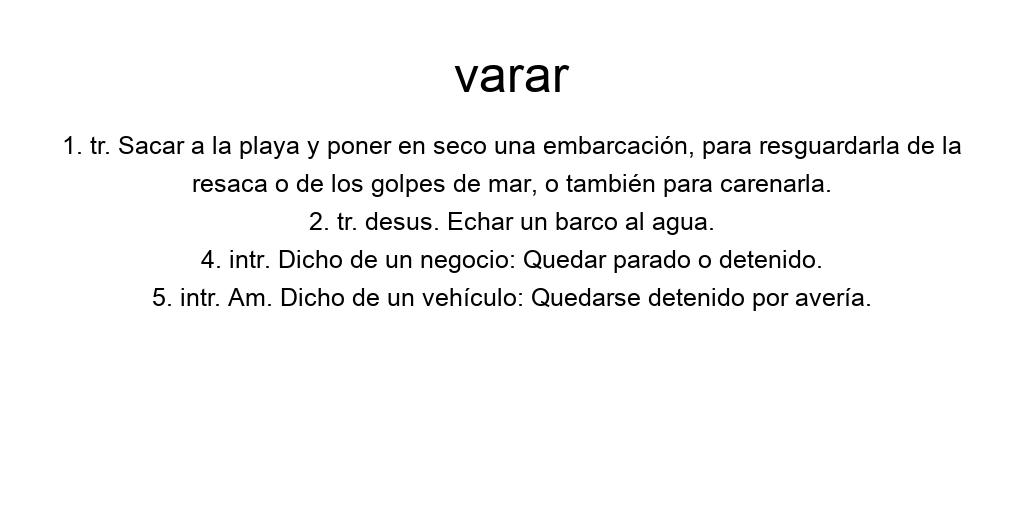 varar
1. tr. Sacar a la playa y poner en seco una embarcación, para resguardarla de la
resaca o de los golpes de mar, o también para carenarla.
2. tr. desus. Echar un barco al agua.
4. intr. Dicho de un negocio: Quedar parado o detenido.
5. intr. Am. Dicho de un vehículo: Quedarse detenido por avería.